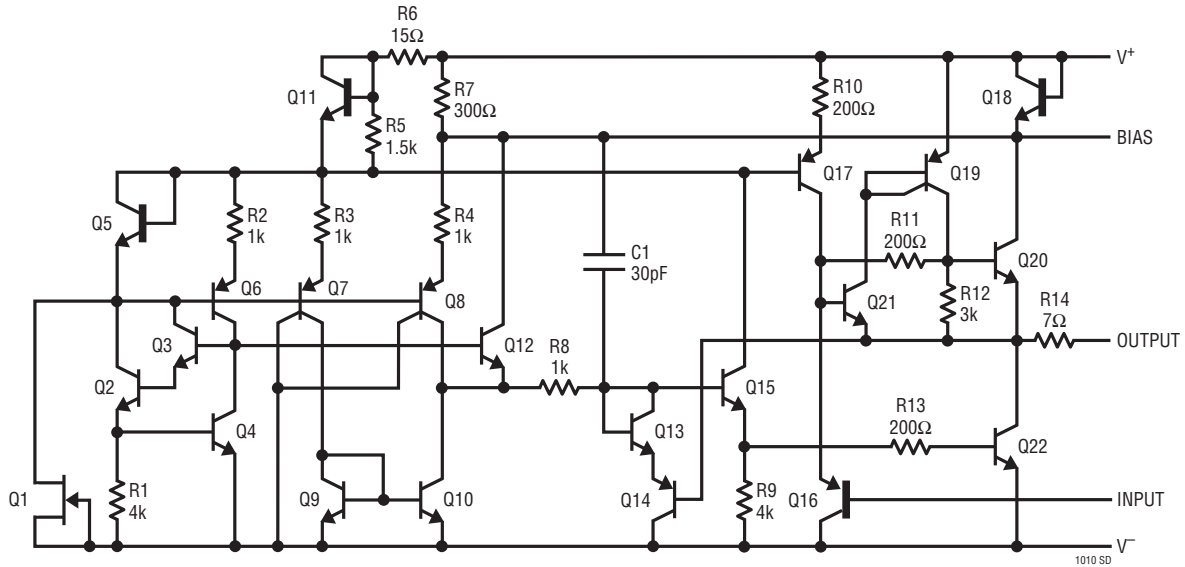 R6
15Ω
V+
Q11
R7
300Ω
R10
200Ω
Q18
R5
1.5k
BIAS
Q17
Q19
Q5
R2
1k
R3
1k
R4
1k
R11
200Ω
C1
30pF
Q20
Q6
Q7
Q8
Q21
R12
3k
R14
7Ω
Q3
Q12
R8
1k
OUTPUT
Q2
Q15
R13
200Ω
Q4
Q13
Q22
Q1
R1
4k
Q9
Q10
Q14
R9
4k
Q16
INPUT
V–
1010 SD